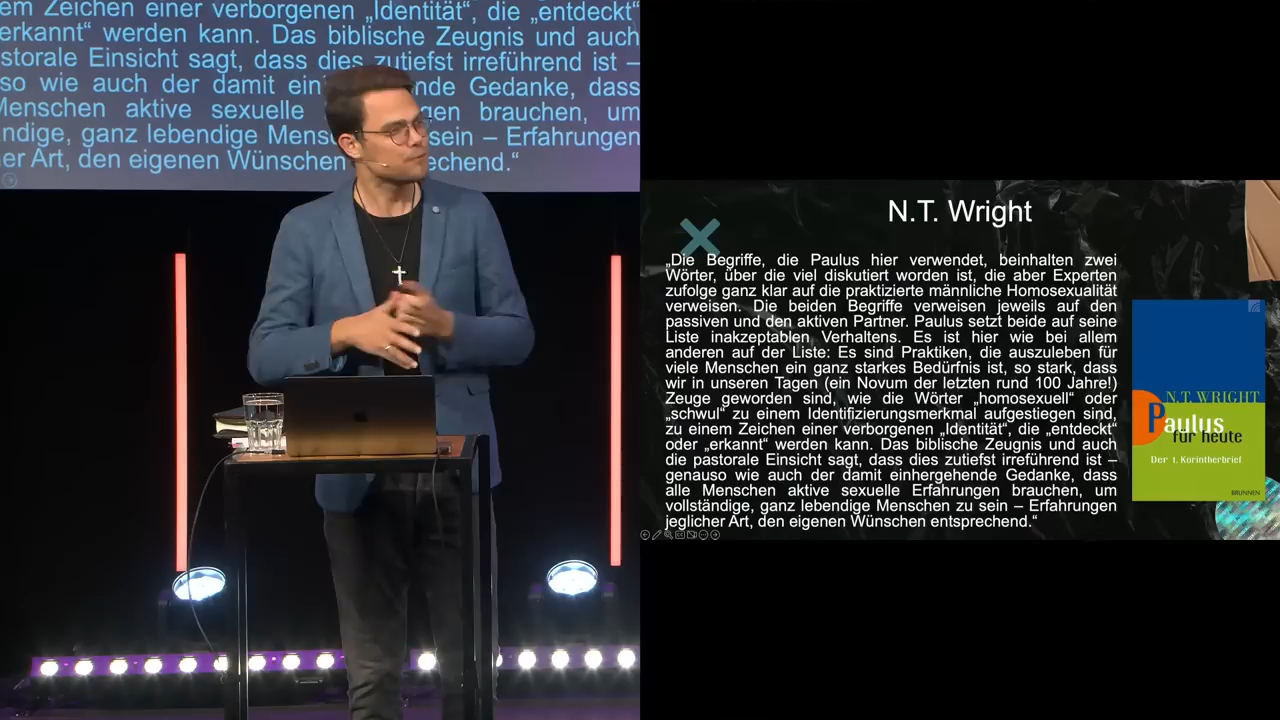 em Zeichen einer verborgenen „Identität“, die „entdeckt“
erkannt“ werden kann. Das biblische Zeugnis und auch
storale Einsicht sagt, dass dies zutiefst irreführend ist –
so wie auch der damit ein nde Gedanke, dass
Menschen aktive sexuelle gen brauchen, um
ndige, ganz lebendige Mens sein – Erfahrungen
er Art, den eigenen Wünschen echend.“
N.T. Wright
„Die Begriffe, die Paulus hier verwendet, beinhalten zwei
Wörter, über die viel diskutiert worden ist, die aber Experten
zufolge ganz klar auf die praktizierte männliche Homosexualität
verweisen. Die beiden Begriffe verweisen jeweils auf den
passiven und den aktiven Partner. Paulus setzt beide auf seine
Liste inakzeptablen Verhaltens. Es ist hier wie bei allem
anderen auf der Liste: Es sind Praktiken, die auszuleben für
viele Menschen ein ganz starkes Bedürfnis ist, so stark, dass
wir in unseren Tagen (ein Novum der letzten rund 100 Jahre!)
Zeuge geworden sind, wie die Wörter „homosexuell“ oder
„schwul“ zu einem Identifizierungsmerkmal aufgestiegen sind,
zu einem Zeichen einer verborgenen „Identität“, die „entdeckt“
oder „erkannt“ werden kann. Das biblische Zeugnis und auch
die pastorale Einsicht sagt, dass dies zutiefst irreführend ist –
genauso wie auch der damit einhergehende Gedanke, dass
alle Menschen aktive sexuelle Erfahrungen brauchen, um
vollständige, ganz lebendige Menschen zu sein – Erfahrungen
jeglicher Art, den eigenen Wünschen entsprechend.“
N.T. WRIGHT
Paulus
für heute
Der 1. Korintherbrief
BRUNNEN